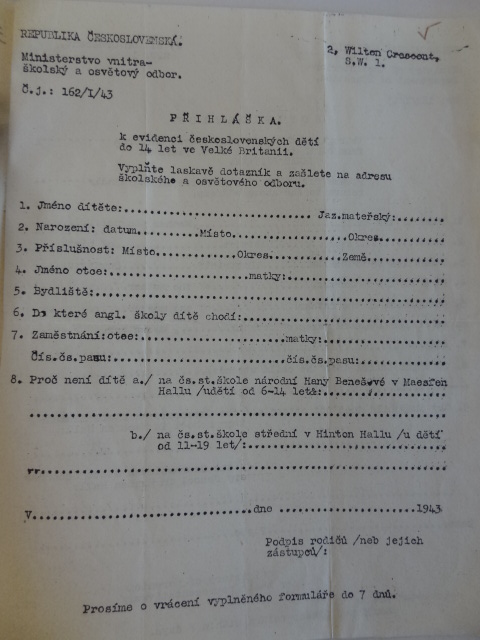 REPUBLIKA ČESKOSLOVENSKÁ.
2, Wilton Crescent,
S.W. 1.
Ministerstvo vnitra-
školský a osvětový odbor.
Č.j.: 162/I/43
PŘIHLÁŠKA.
k evidenci československých dětí
do 14 let ve Velké Britanii.
Vyplňte laskavě dotazník a zašlete na adresu
školského a osvětového odboru.
1. Jméno dítěte:................................ Jaz.mateřský:........
2. Narození: datum..........Místo....................Okres..........
3. Příslušnost: Místo............Okres...............Země...........
4. Jméno otce:.....................matky:...........................
5. Bydliště:........................................................
6. Do které angl. školy dítě chodí:.................................
7. Zaměstnání:otce:.......................matky:....................
Čís.čs.pasu:.........................čís.čs.pasu:...............
8. Proč není dítě a./ na čs.st.škole národní Hany Benešové v Maesfen
Hallu /udětí od 6-14 let/:....................
....................................................................
b./ na čs.st.škole střední v Hinton Hallu /u dětí
od 11-19 let/:...............................
....................................................................
V..................................dne .....................1943
Podpis rodičů /neb jejich
zástupců/:
Prosíme o vrácení vyplněného formuláře do 7 dnů.